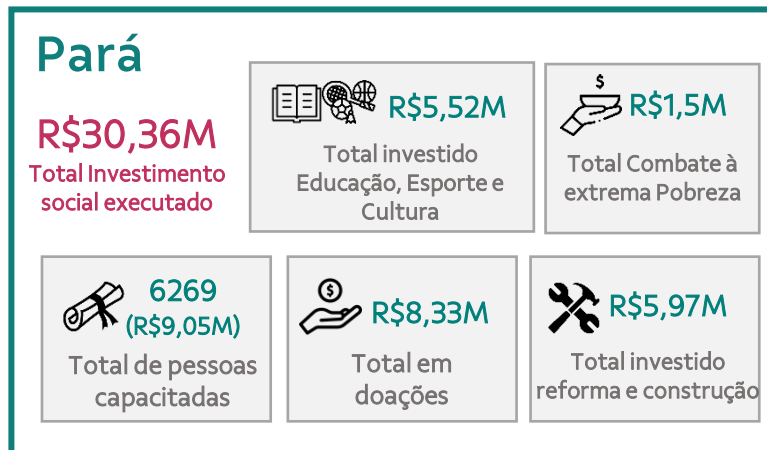 Pará
R$30,36M
Total Investimento
social executado
R$5,52M
Total investido
Educação, Esporte e
Cultura
$
R$1,5M
Total Combate à
extrema Pobreza
6269
(R$9,05M)
Total de pessoas
capacitadas
$
R$8,33M
Total em
doações
R$5,97M
Total investido
reforma e construção